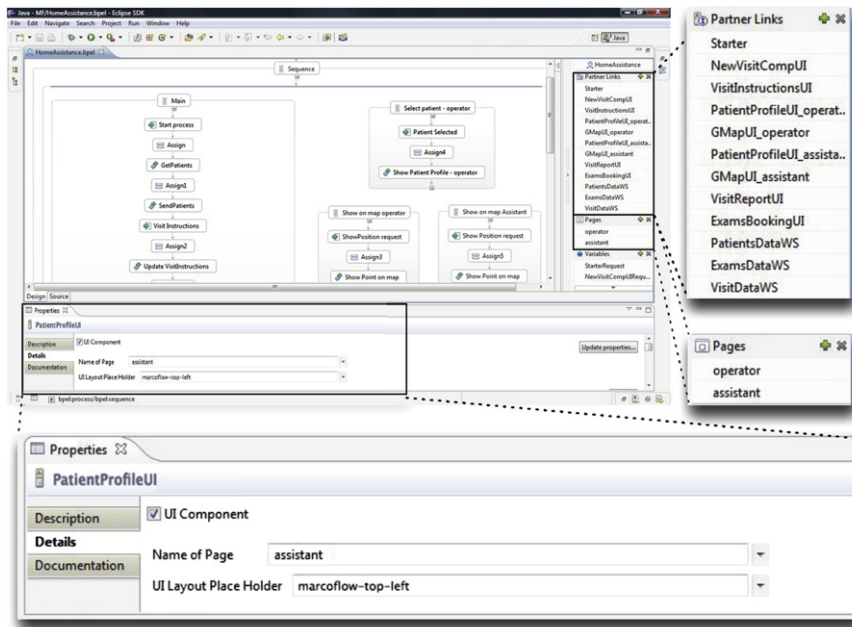 Java - MF/HomeAssistance.bpel - Eclipse SDK
File Edit Navigate Search Project Run Window Help
Java
HomeAssistance.bpel
Sequence
Main
Start process
Assign
GetPatients
Assign1
SendPatients
Visit Instructions
Assign2
Update VisitInstructions
Select patient - operator
Patient Selected
Assign4
Show Patient Profile - operator
Show on map operator
ShowPosition request
Assign3
Show Point on map
Show on map Assistant
Show Position request
Assign5
Show Point on map
HomeAssistance
Partner Links
Starter
NewVisitCompUI
VisitInstructionsUI
PatientProfileUI_operat..
GMapUI_operator
PatientProfileUI_assista..
GMapUI_assistant
VisitReportUI
ExamsBookingUI
PatientsDataWS
ExamsDataWS
VisitDataWS
Pages
operator
assistant
Variables
StarterRequest
NewVisitCompUIRequ...
Design Source
Properties
PatientProfileUI
Description
Details
Documentation
UI Component
Name of Page assistant
UI Layout Place Holder marcoflow-top-left
Update properties...
bpel:process/bpel:sequence
Partner Links
Starter
NewVisitCompUI
VisitInstructionsUI
PatientProfileUI_operat..
GMapUI_operator
PatientProfileUI_assista..
GMapUI_assistant
VisitReportUI
ExamsBookingUI
PatientsDataWS
ExamsDataWS
VisitDataWS
Pages
operator
assistant
Properties
PatientProfileUI
Description
Details
Documentation
UI Component
Name of Page assistant
UI Layout Place Holder marcoflow-top-left